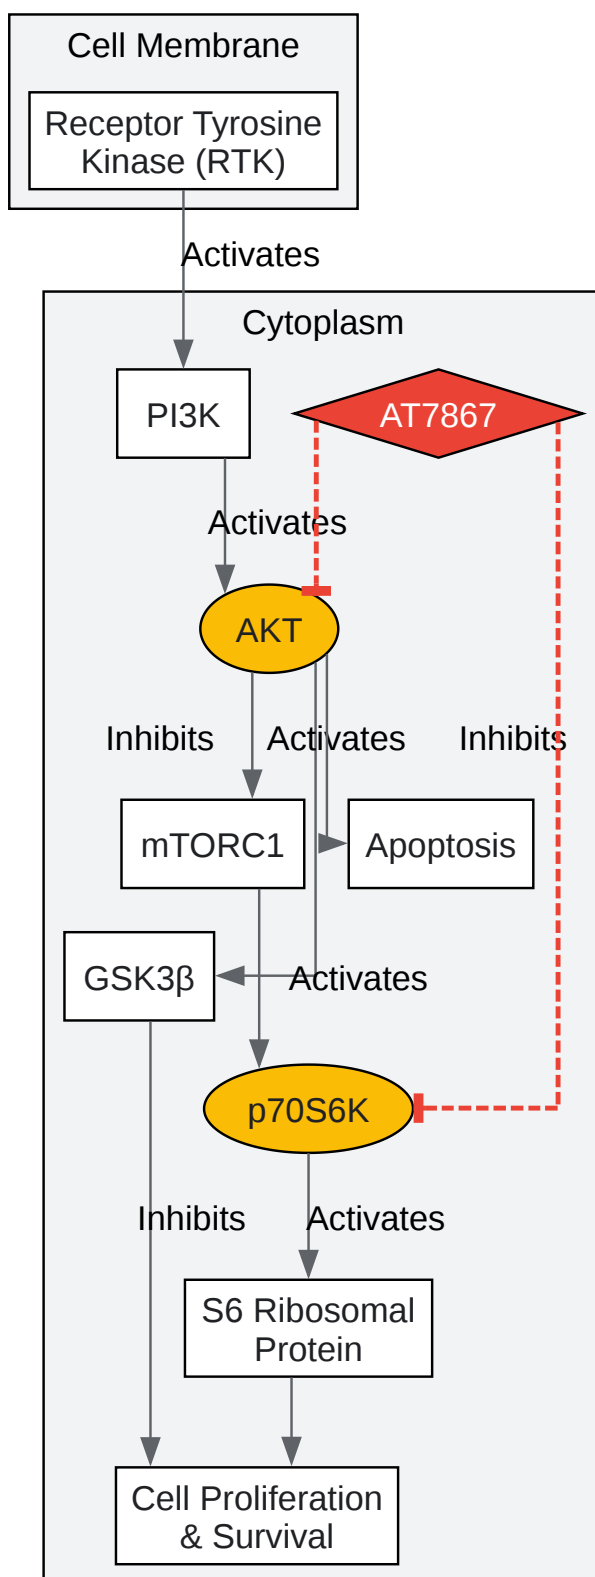 Cell Membrane
Receptor Tyrosine
Kinase (RTK)
Activates
Cytoplasm
PI3K
AT7867
Activates
AKT
Inhibits
Activates
Inhibits
mTORC1
Apoptosis
GSK3β
Activates
p70S6K
Inhibits
Activates
S6 Ribosomal
Protein
Cell Proliferation
& Survival